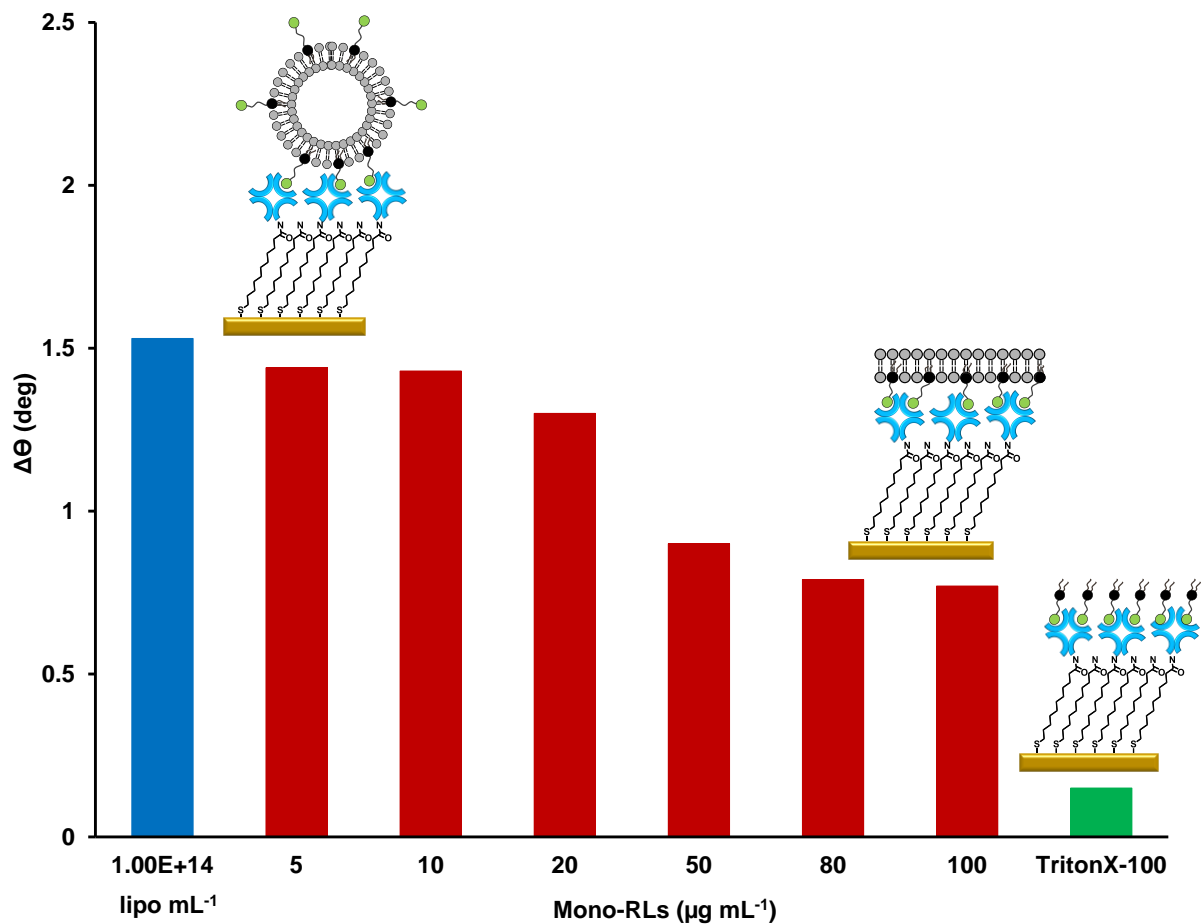 2.5
2
1.5
1
0.5
0
ΔӨ (deg)
N N N N N N
O O O O O O
S S S S S S
N N N N N N
O O O O O O
S S S S S S
N N N N N N
O O O O O O
S S S S S S
1.00E+14 5 10 20 50 80 100 TritonX-100
lipo mL⁻¹ Mono-RLs (µg mL⁻¹)